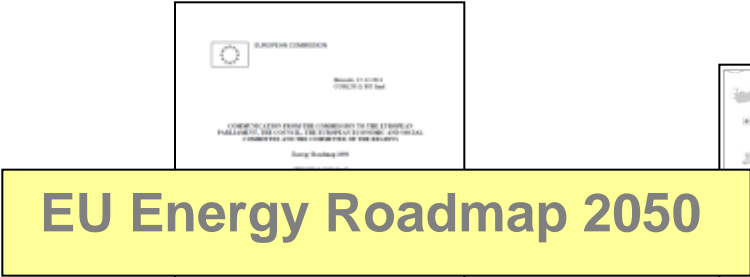 EUROPEAN COMMISSION
Brussels,
COMMUNICATION FROM THE COMMISSION TO THE EUROPEAN
PARLIAMENT, THE COUNCIL, THE EUROPEAN ECONOMIC AND SOCIAL
COMMITTEE AND THE COMMITTEE OF THE REGIONS
Energy Roadmap 2050
EU Energy Roadmap 2050